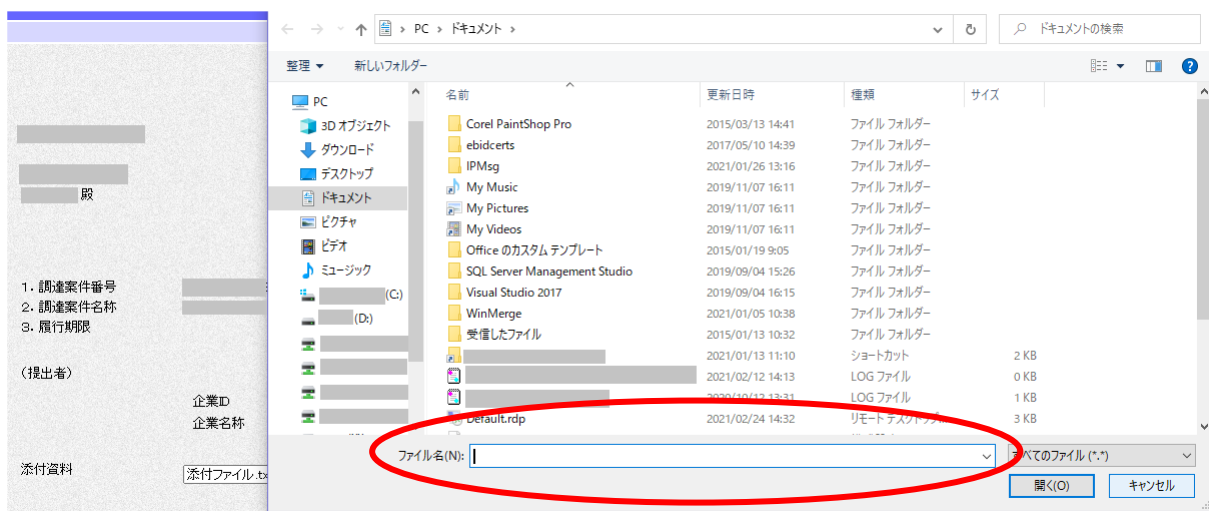 PC › ドキュメント ›
ドキュメントの検索
整理 ▼ 新しいフォルダー
PC
3D オブジェクト
ダウンロード
デスクトップ
ドキュメント
ピクチャ
ビデオ
ミュージック
(C:)
(D:)
名前 更新日時 種類 サイズ
Corel PaintShop Pro 2015/03/13 14:41 ファイル フォルダー
ebidcerts 2017/05/10 14:39 ファイル フォルダー
IPMsg 2021/01/26 13:16 ファイル フォルダー
My Music 2019/11/07 16:11 ファイル フォルダー
My Pictures 2019/11/07 16:11 ファイル フォルダー
My Videos 2019/11/07 16:11 ファイル フォルダー
Office のカスタム テンプレート 2015/01/19 9:05 ファイル フォルダー
SQL Server Management Studio 2019/09/04 15:26 ファイル フォルダー
Visual Studio 2017 2019/09/04 16:15 ファイル フォルダー
WinMerge 2021/01/05 10:38 ファイル フォルダー
受信したファイル 2015/01/13 10:32 ファイル フォルダー
2021/01/13 11:10 ショートカット 2 KB
2021/02/12 14:13 LOG ファイル 0 KB
2020/10/12 13:31 LOG ファイル 1 KB
Default.rdp 2021/02/24 14:32 リモート デスクトップ... 3 KB
ファイル名(N):
すべてのファイル (*.*)
開く(O) キャンセル
殿
1. 調達案件番号
2. 調達案件名称
3. 履行期限
(提出者)
企業ID
企業名称
添付資料 添付ファイル.tx